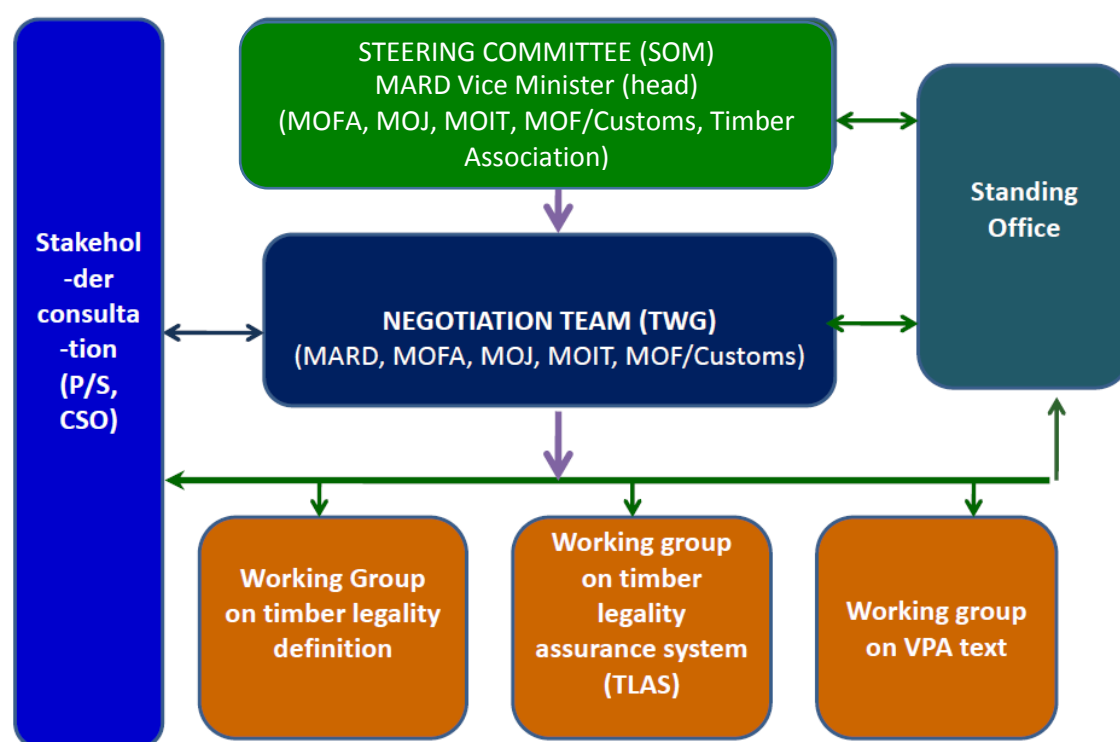 STEERING COMMITTEE (SOM)
MARD Vice Minister (head)
(MOFA, MOJ, MOIT, MOF/Customs, Timber
Association)
Standing
Office
Stakehol
-der
consulta
-tion
(P/S,
CSO)
NEGOTIATION TEAM (TWG)
(MARD, MOFA, MOJ, MOIT, MOF/Customs)
Working Group
on timber legality
definition
Working group
on timber
legality
assurance system
(TLAS)
Working group
on VPA text